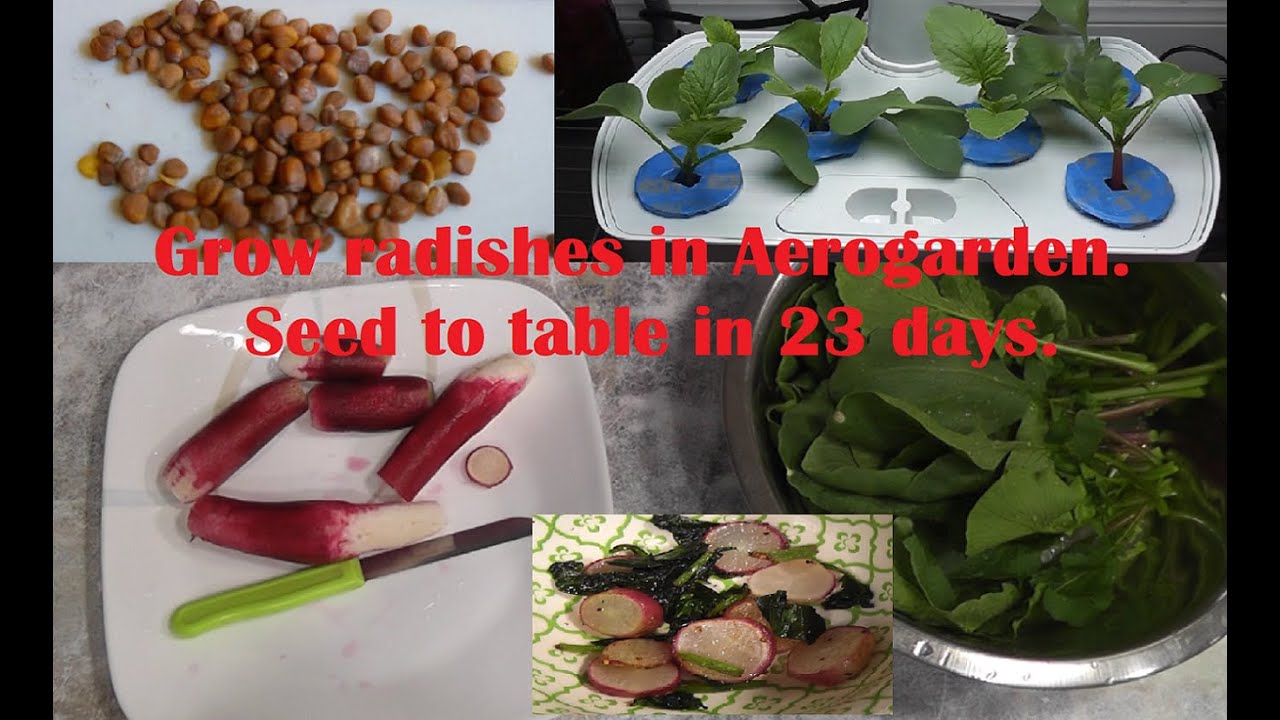 Grow radishes in Aerogarden.
Seed to table in 23 days.